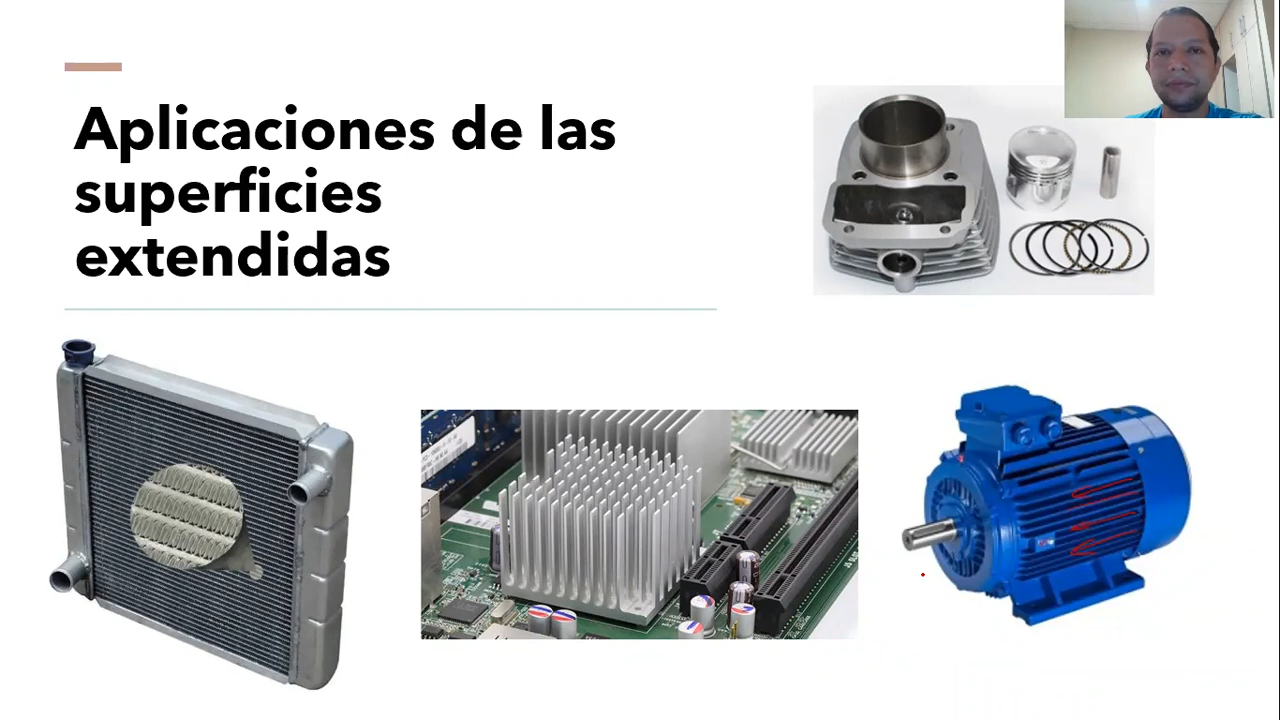 Aplicaciones de las
superficies
extendidas